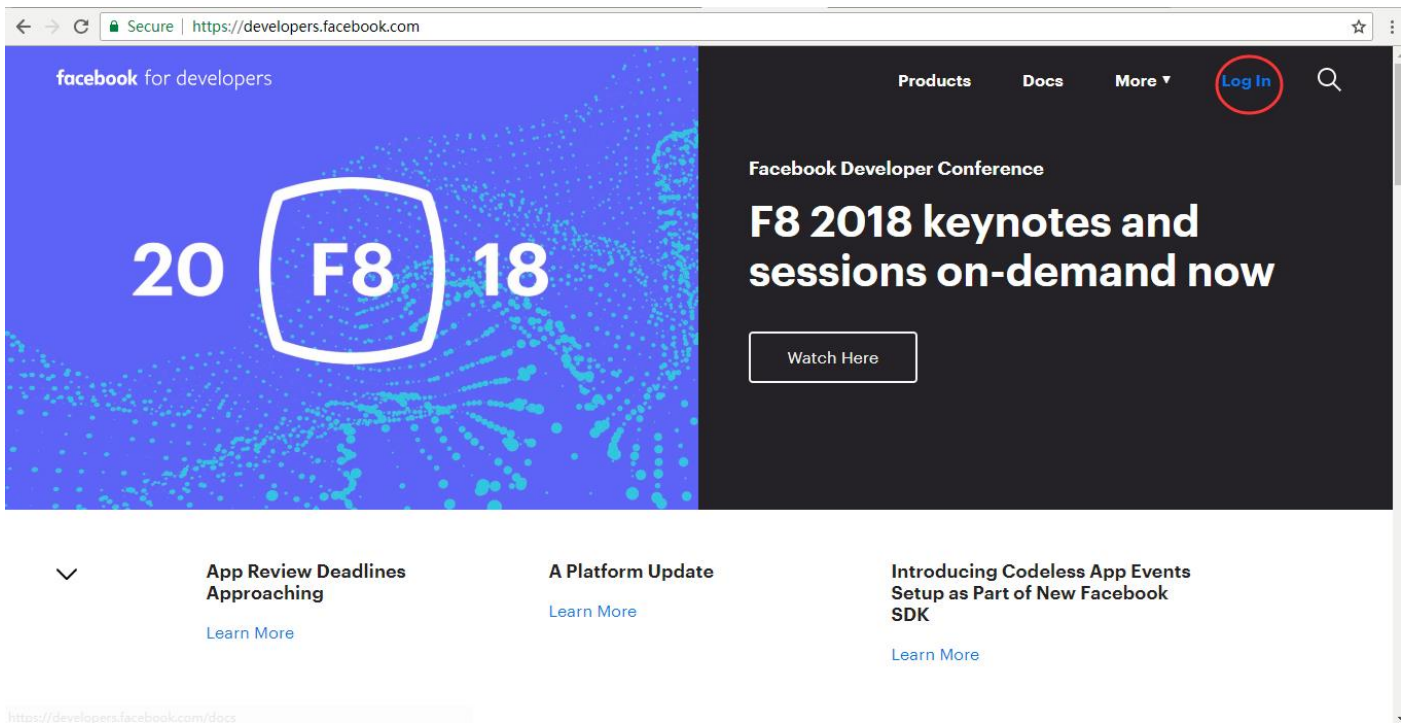 Secure | https://developers.facebook.com
facebook for developers
Products Docs More ▼ Log In
20 F8 18
Facebook Developer Conference
F8 2018 keynotes and
sessions on-demand now
Watch Here
App Review Deadlines
Approaching
Learn More
A Platform Update
Learn More
Introducing Codeless App Events
Setup as Part of New Facebook
SDK
Learn More
https://developers.facebook.com/docs